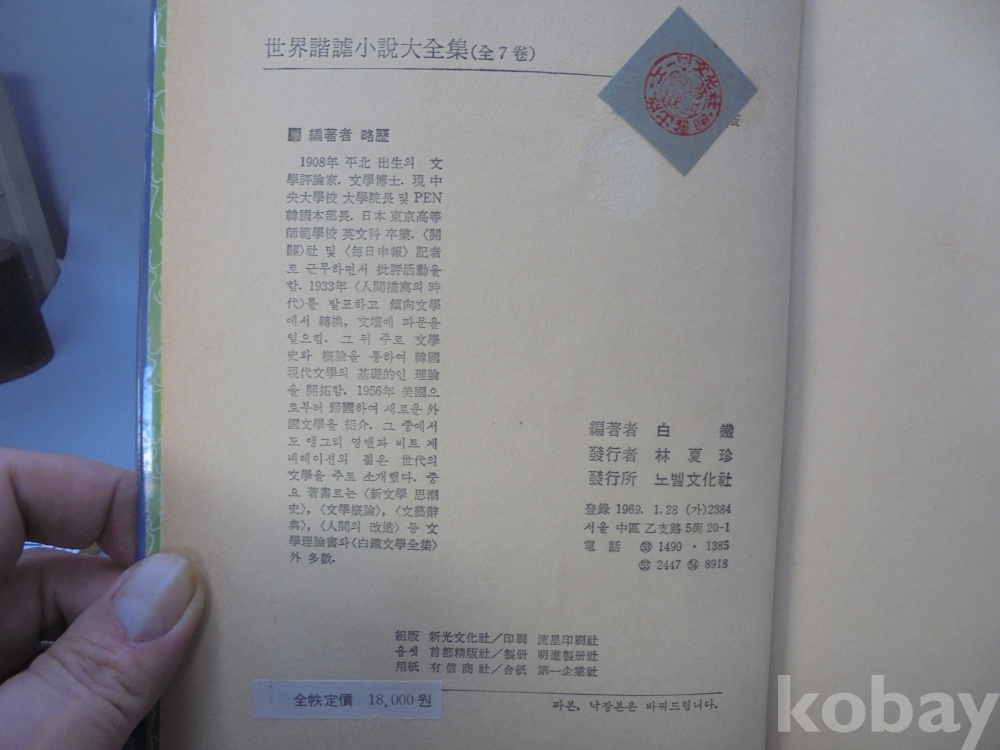 世界諧謔小說大全集(全7卷)
版
編著者 略歷
1908年 平北 出生의 文
學評論家. 文學博士. 現 中
央大學校 大學院長 및 PEN
韓國本部長. 日本 東京高等
師範學校 英文科 卒業. 〈開
闢〉社 및 〈每日申報〉 記者
로 근무하면서 批評活動을
함. 1933年 〈人間描寫의 時
代〉를 발표하고 傾向文學
에서 轉換, 文壇에 파문을
일으킴. 그 뒤 주로 文學
史와 槪論을 통하여 韓國
現代文學의 基礎的인 理論
을 開拓함. 1956年 美國으
로부터 歸國하여 새로운 外
國文學을 紹介. 그 중에서
도 앵그리 영맨과 비트 제
네레이션의 젊은 世代의
文學을 주로 소개했다. 중
요 著書로는 〈新文學 思潮
史〉, 〈文學槪論〉, 〈文藝辭
典〉, 〈人間의 改造〉 등 文
學理論書와 〈白鐵文學全集〉
外 多數.
編著者 白 鐵
發行者 林夏珍
發行所 노벨文化社
登錄 1969. 1.28 (가)2384
서울 中區 乙支路 5街 20-1
電話 ㊿ 1490 · 1385
2447 8918
組版 新光文化社/印刷 流星印刷社
옵셋 首都精版社/製册 明進製册社
用紙 有信商社/合紙 第一企業社
全帙定價 18,000원
파본, 낙장본은 바꿔드립니다.
kobay